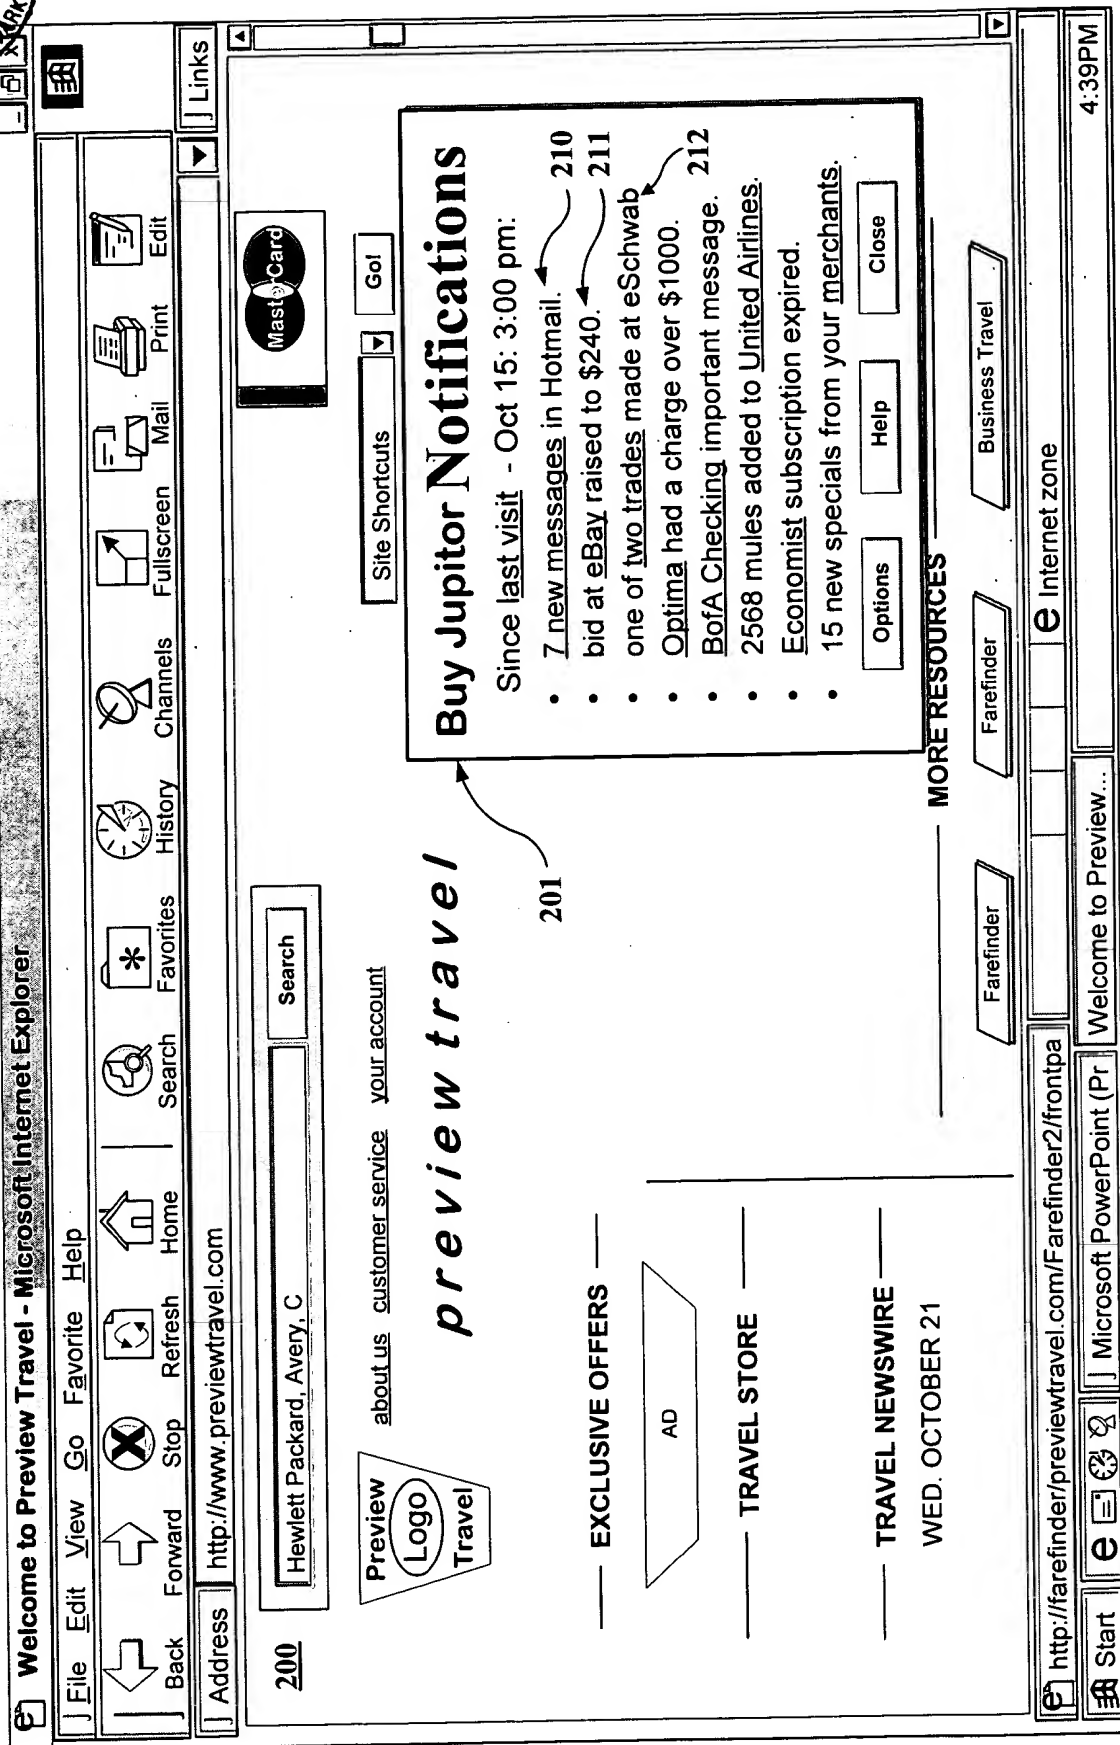 Welcome to Preview Travel - Microsoft Internet Explorer
File Edit View Go Favorite Help
Back Forward Stop Refresh Home Search Favorites History Channels Fullscreen Mail Print Edit
Address http://www.previewtravel.com Links
200
Hewlett Packard, Avery, C Search
MasterCard
about us customer service your account
Site Shortcuts Go!
Preview
Logo
Travel
preview travel
201
Buy Jupitor Notifications
Since last visit - Oct 15: 3:00 pm:
• 7 new messages in Hotmail. 210
• bid at eBay raised to $240. 211
• one of two trades made at eSchwab 212
• Optima had a charge over $1000.
• BofA Checking important message.
• 2568 mules added to United Airlines.
• Economist subscription expired.
• 15 new specials from your merchants.
Options Help Close
EXCLUSIVE OFFERS
AD
TRAVEL STORE
TRAVEL NEWSWIRE
WED. OCTOBER 21
MORE RESOURCES
Farefinder Farefinder Business Travel
http://farefinder/previewtravel.com/Farefinder2/frontpa Internet zone
Start Microsoft PowerPoint (Pr Welcome to Preview... 4:39PM